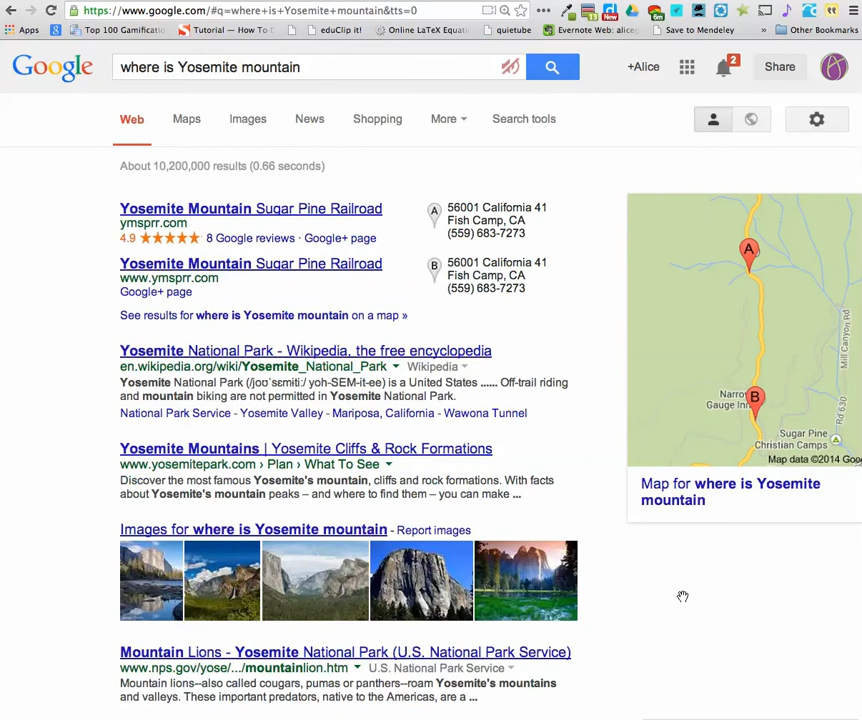 https://www.google.com/#q=where+is+Yosemite+mountain&tts=0
Apps
Top 100 Gamificatio
Tutorial — How To D
eduClip it!
Online LaTeX Equati
quietube
Evernote Web: alice
Save to Mendeley
»
Other Bookmarks
Google
where is Yosemite mountain
+Alice
2
Share
Web
Maps
Images
News
Shopping
More
Search tools
About 10,200,000 results (0.66 seconds)
Yosemite Mountain Sugar Pine Railroad
ymsprr.com
4.9 ★★★★★ 8 Google reviews · Google+ page
A
56001 California 41
Fish Camp, CA
(559) 683-7273
Yosemite Mountain Sugar Pine Railroad
www.ymsprr.com
Google+ page
B
56001 California 41
Fish Camp, CA
(559) 683-7273
See results for where is Yosemite mountain on a map »
Yosemite National Park - Wikipedia, the free encyclopedia
en.wikipedia.org/wiki/Yosemite_National_Park ▾ Wikipedia ▾
Yosemite National Park (/joʊˈsɛmɨtiː/ yoh-SEM-it-ee) is a United States ...... Off-trail riding
and mountain biking are not permitted in Yosemite National Park.
National Park Service - Yosemite Valley - Mariposa, California - Wawona Tunnel
Yosemite Mountains | Yosemite Cliffs & Rock Formations
www.yosemitepark.com › Plan › What To See ▾
Discover the most famous Yosemite's mountain, cliffs and rock formations. With facts
about Yosemite's mountain peaks – and where to find them – you can make ...
Images for where is Yosemite mountain - Report images
Mountain Lions - Yosemite National Park (U.S. National Park Service)
www.nps.gov/yose/.../mountainlion.htm ▾ U.S. National Park Service ▾
Mountain lions--also called cougars, pumas or panthers--roam Yosemite's mountains
and valleys. These important predators, native to the Americas, are a ...
A
Mill Canyon Rd
Rd 630
B
Narro
Gauge Inn
Sugar Pine
Christian Camps
Map data ©2014 Goo
Map for where is Yosemite
mountain